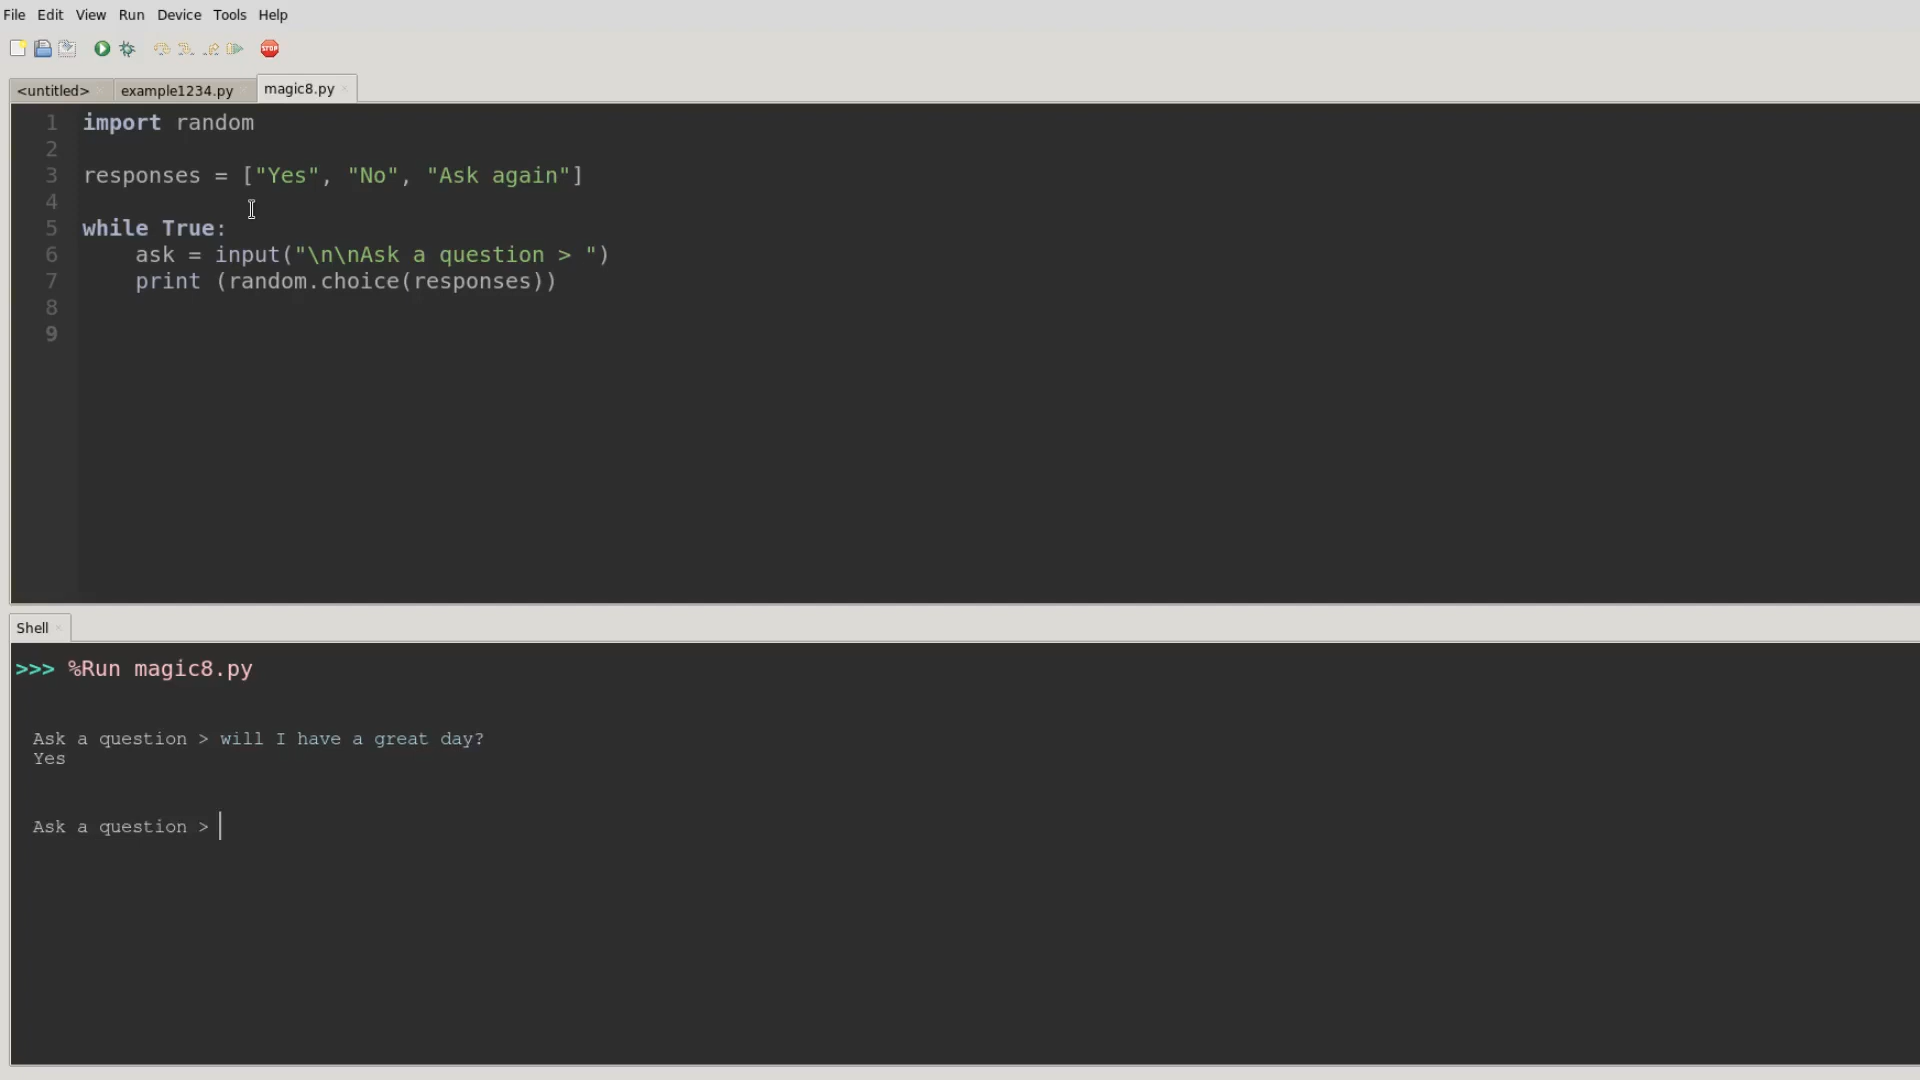 File Edit View Run Device Tools Help
STOP
<untitled> example1234.py magic8.py
1 import random
2
3 responses = ["Yes", "No", "Ask again"]
4
5 while True:
6     ask = input("\n\nAsk a question > ")
7     print (random.choice(responses))
8
9
Shell
>>> %Run magic8.py
Ask a question > will I have a great day?
Yes
Ask a question >